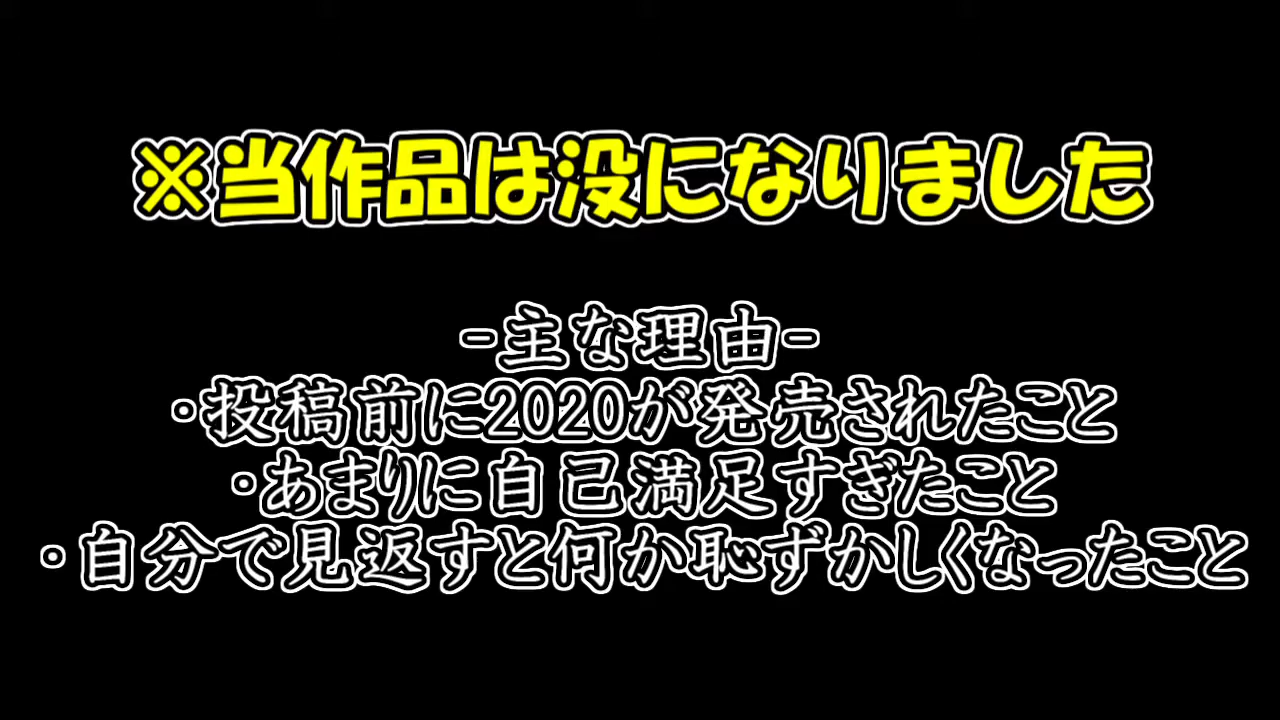 ※当作品は没になりました
-主な理由-
・投稿前に2020が発売されたこと
・あまりに自己満足すぎたこと
・自分で見返すと何か恥ずかしくなったこと